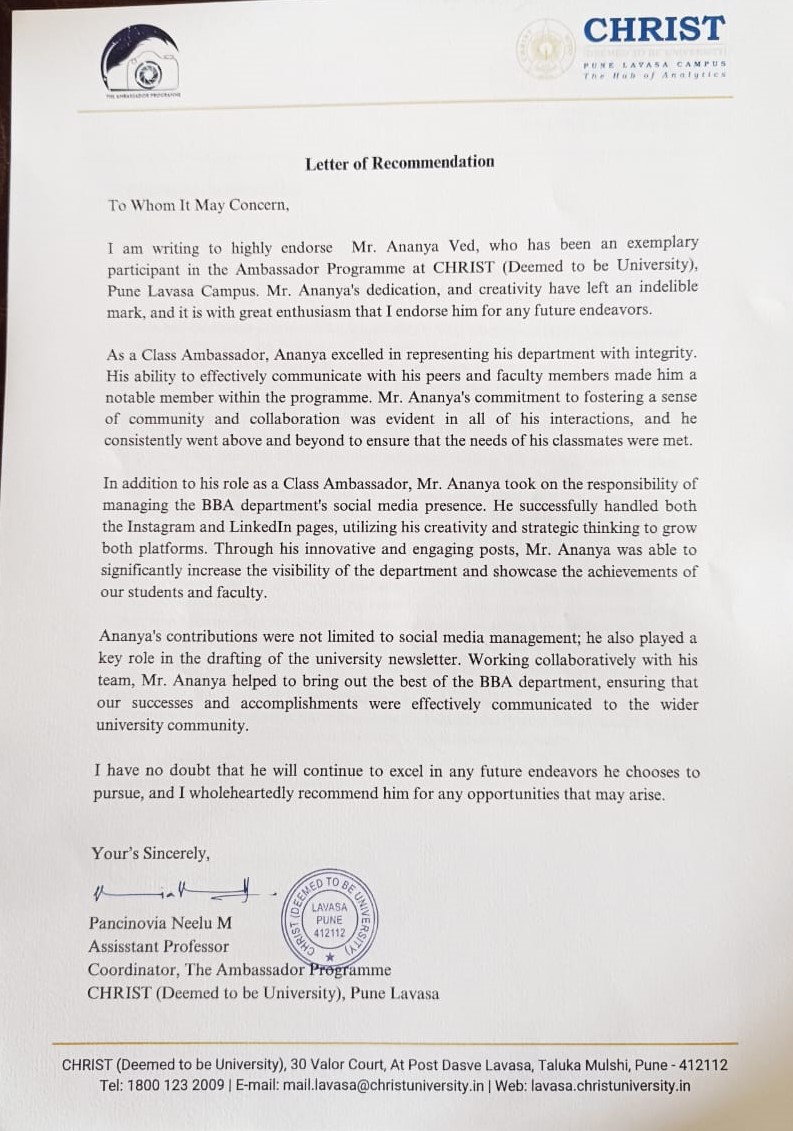 THE AMBASSADOR PROGRAMME
CHRIST
(DEEMED TO BE UNIVERSITY)
PUNE LAVASA CAMPUS
The Hub of Analytics
Letter of Recommendation
To Whom It May Concern,
I am writing to highly endorse Mr. Ananya Ved, who has been an exemplary
participant in the Ambassador Programme at CHRIST (Deemed to be University),
Pune Lavasa Campus. Mr. Ananya's dedication, and creativity have left an indelible
mark, and it is with great enthusiasm that I endorse him for any future endeavors.
As a Class Ambassador, Ananya excelled in representing his department with integrity.
His ability to effectively communicate with his peers and faculty members made him a
notable member within the programme. Mr. Ananya's commitment to fostering a sense
of community and collaboration was evident in all of his interactions, and he
consistently went above and beyond to ensure that the needs of his classmates were met.
In addition to his role as a Class Ambassador, Mr. Ananya took on the responsibility of
managing the BBA department's social media presence. He successfully handled both
the Instagram and LinkedIn pages, utilizing his creativity and strategic thinking to grow
both platforms. Through his innovative and engaging posts, Mr. Ananya was able to
significantly increase the visibility of the department and showcase the achievements of
our students and faculty.
Ananya's contributions were not limited to social media management; he also played a
key role in the drafting of the university newsletter. Working collaboratively with his
team, Mr. Ananya helped to bring out the best of the BBA department, ensuring that
our successes and accomplishments were effectively communicated to the wider
university community.
I have no doubt that he will continue to excel in any future endeavors he chooses to
pursue, and I wholeheartedly recommend him for any opportunities that may arise.
Your's Sincerely,
CHRIST (DEEMED TO BE UNIVERSITY)
LAVASA
PUNE
412112
Pancinovia Neelu M
Assisstant Professor
Coordinator, The Ambassador Programme
CHRIST (Deemed to be University), Pune Lavasa
CHRIST (Deemed to be University), 30 Valor Court, At Post Dasve Lavasa, Taluka Mulshi, Pune - 412112
Tel: 1800 123 2009 | E-mail: mail.lavasa@christuniversity.in | Web: lavasa.christuniversity.in